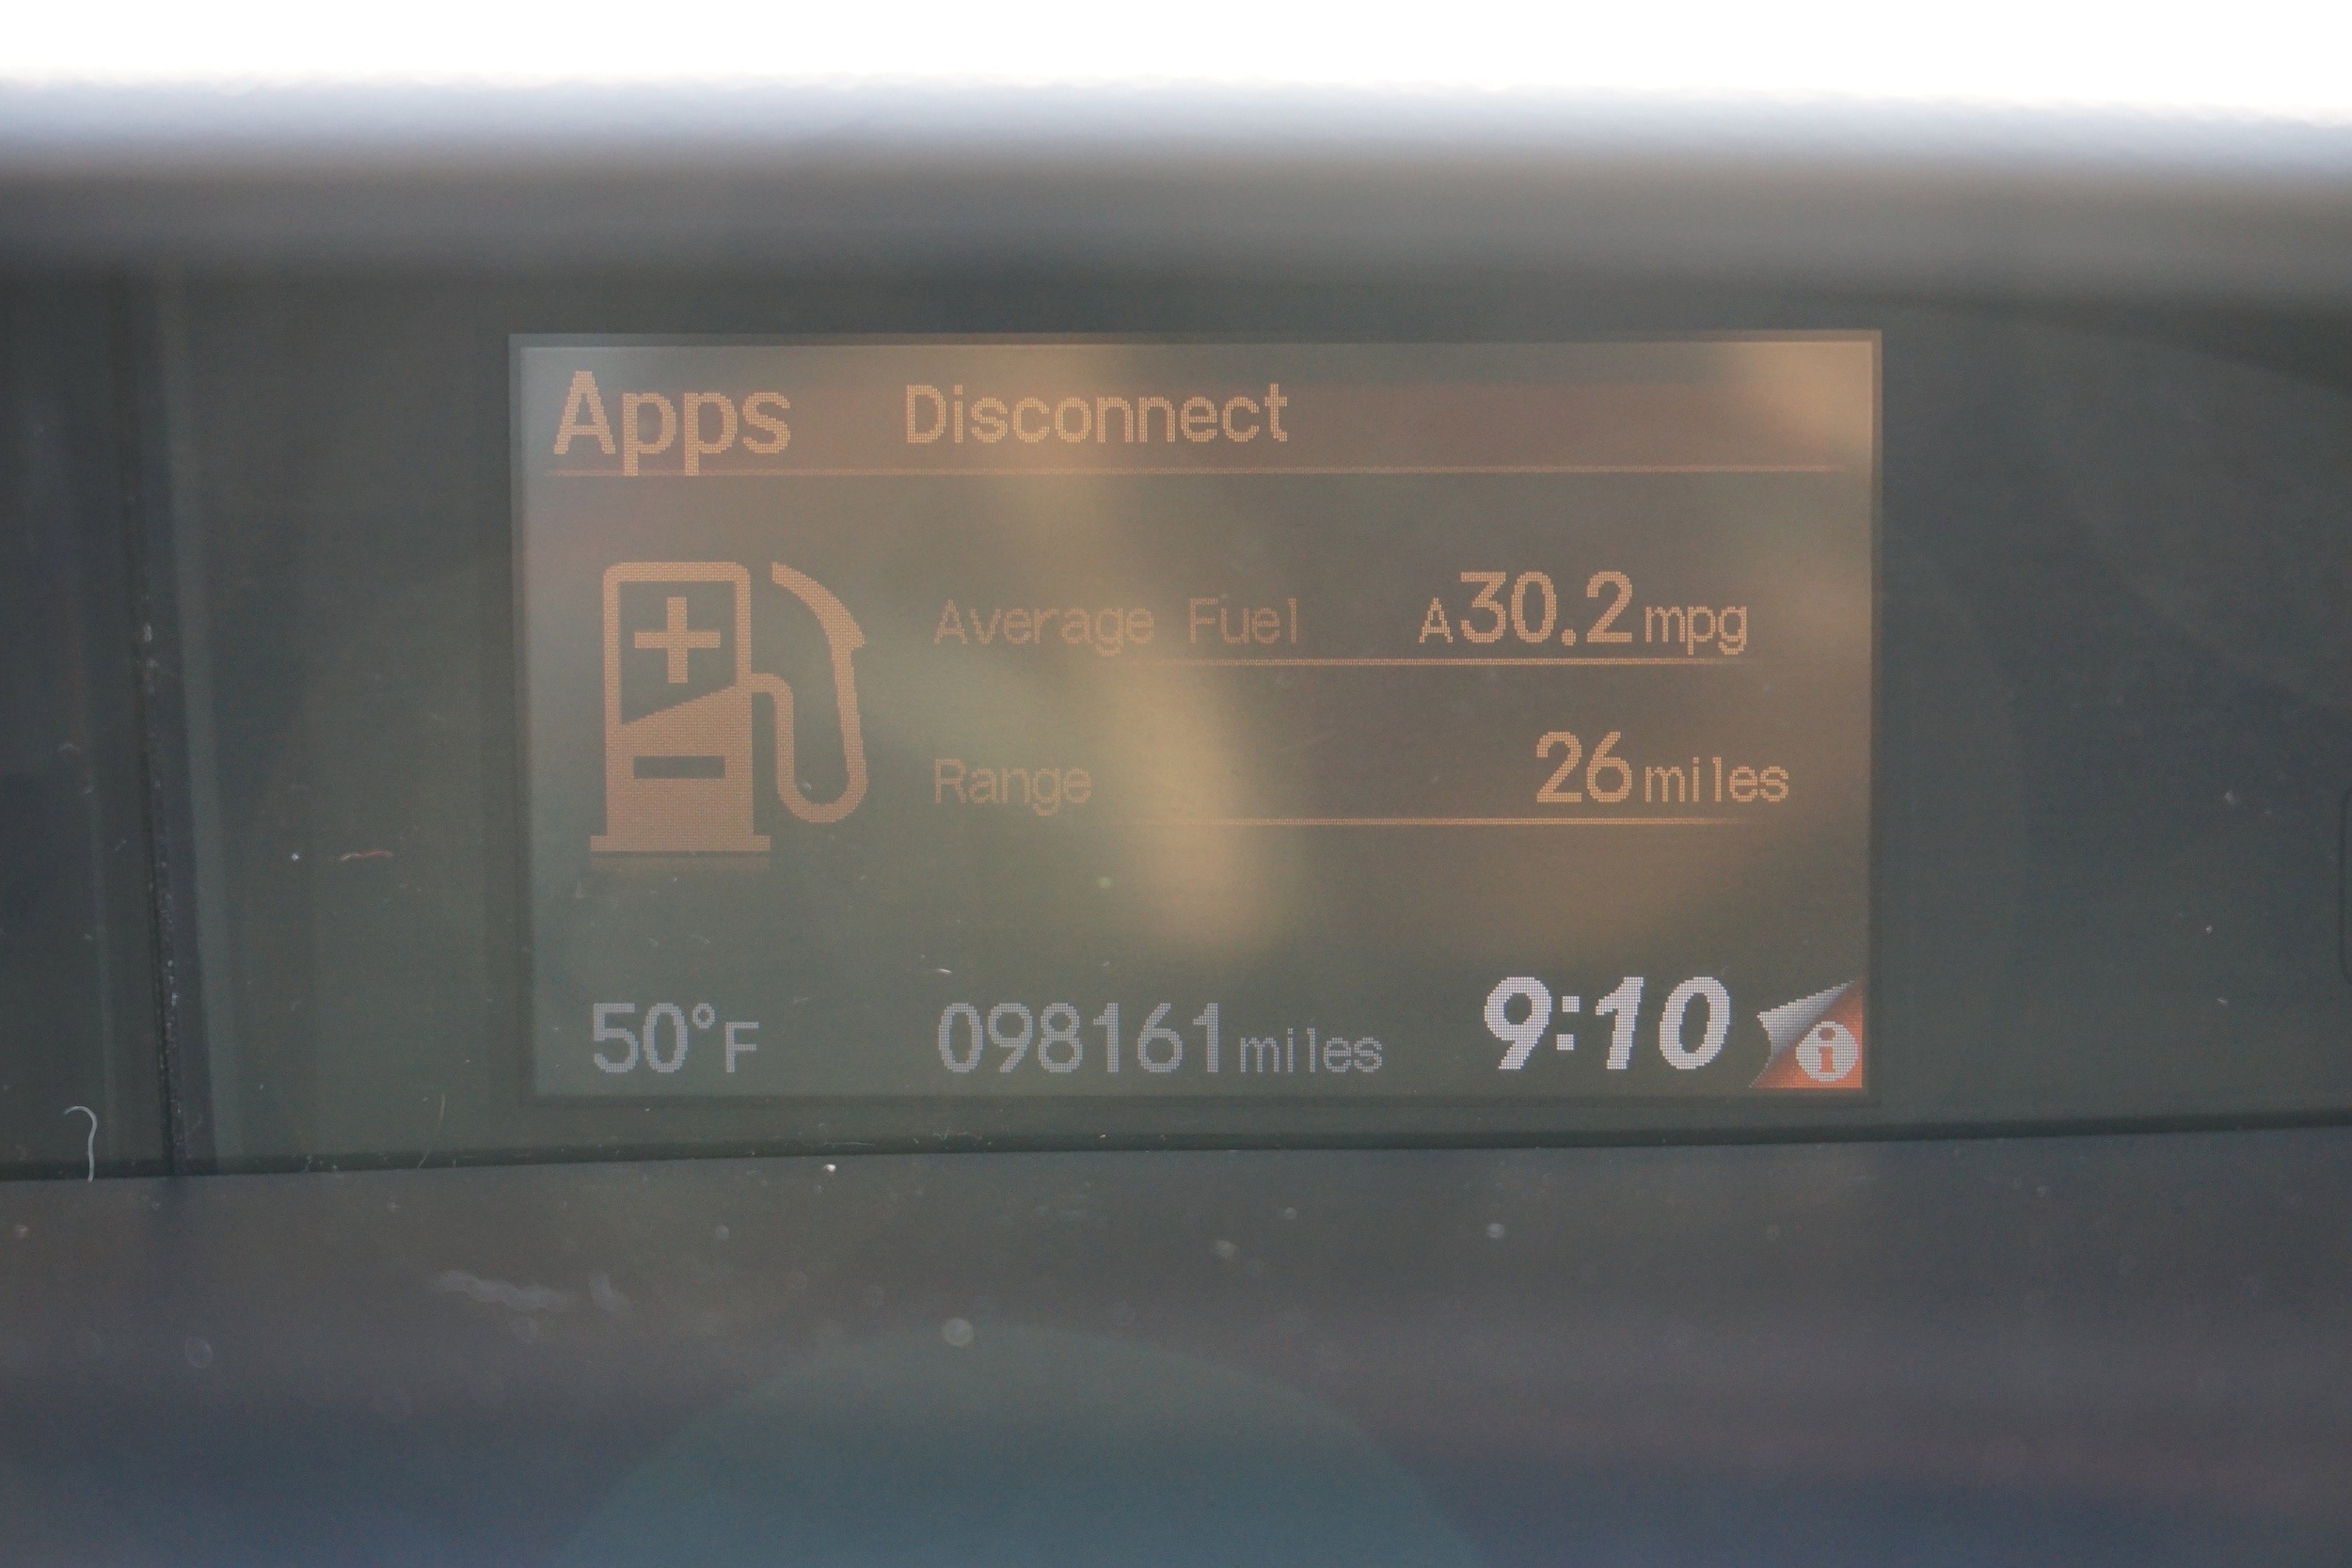 Apps Disconnect
Average Fuel A30.2mpg
Range 26miles
50°F 098161miles 9:10 i